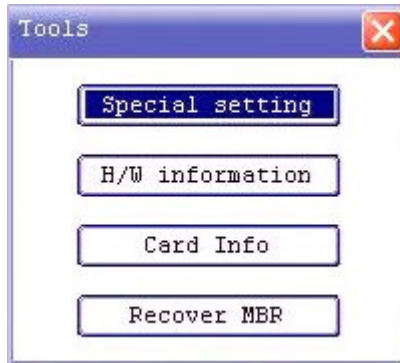 Tools
Special setting
H/W information
Card Info
Recover MBR